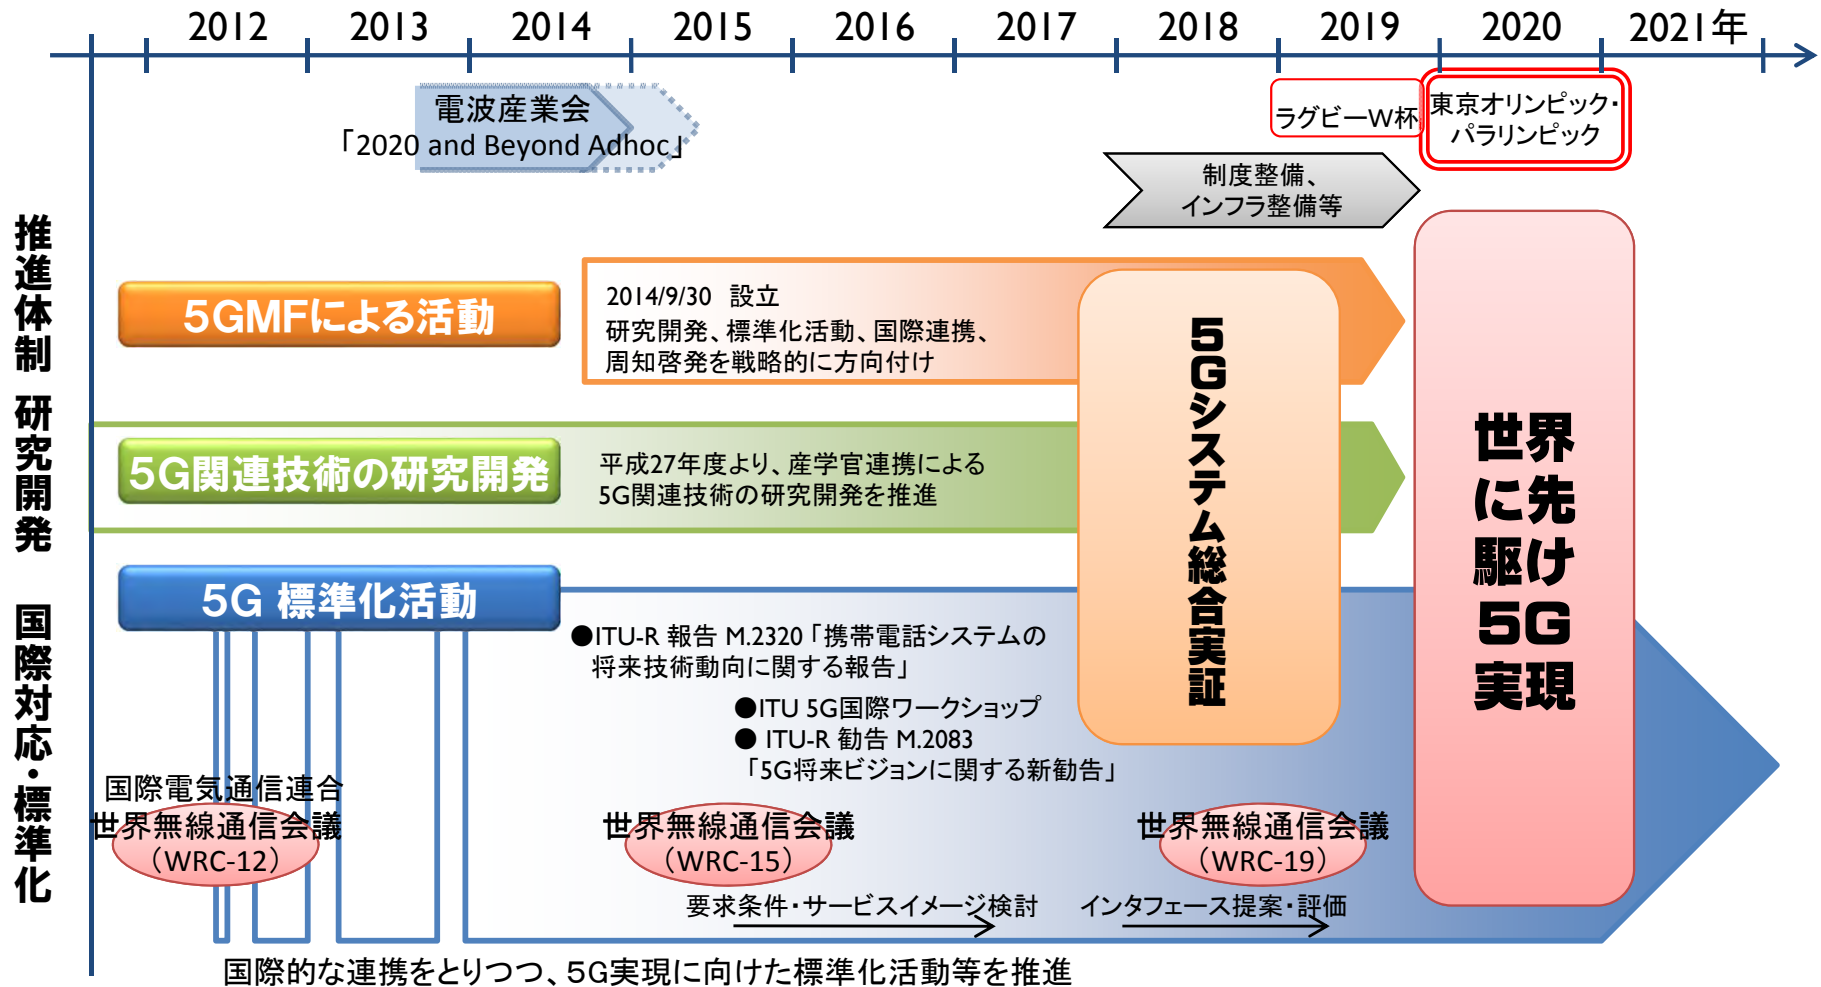 2012 2013 2014 2015 2016 2017 2018 2019 2020 2021年
電波産業会
「2020 and Beyond Adhoc」
ラグビーW杯
東京オリンピック・
パラリンピック
制度整備、
インフラ整備等
推進体制
研究開発
国際対応・標準化
5GMFによる活動
2014/9/30 設立
研究開発、標準化活動、国際連携、
周知啓発を戦略的に方向付け
5G関連技術の研究開発
平成27年度より、産学官連携による
5G関連技術の研究開発を推進
5G 標準化活動
●ITU-R 報告 M.2320「携帯電話システムの
将来技術動向に関する報告」
●ITU 5G国際ワークショップ
● ITU-R 勧告 M.2083
「5G将来ビジョンに関する新勧告」
5Gシステム総合実証
世界
に先
駆け
5G
実現
国際電気通信連合
世界無線通信会議
（WRC-12）
世界無線通信会議
（WRC-15）
世界無線通信会議
（WRC-19）
要求条件・サービスイメージ検討
インタフェース提案・評価
国際的な連携をとりつつ、5G実現に向けた標準化活動等を推進